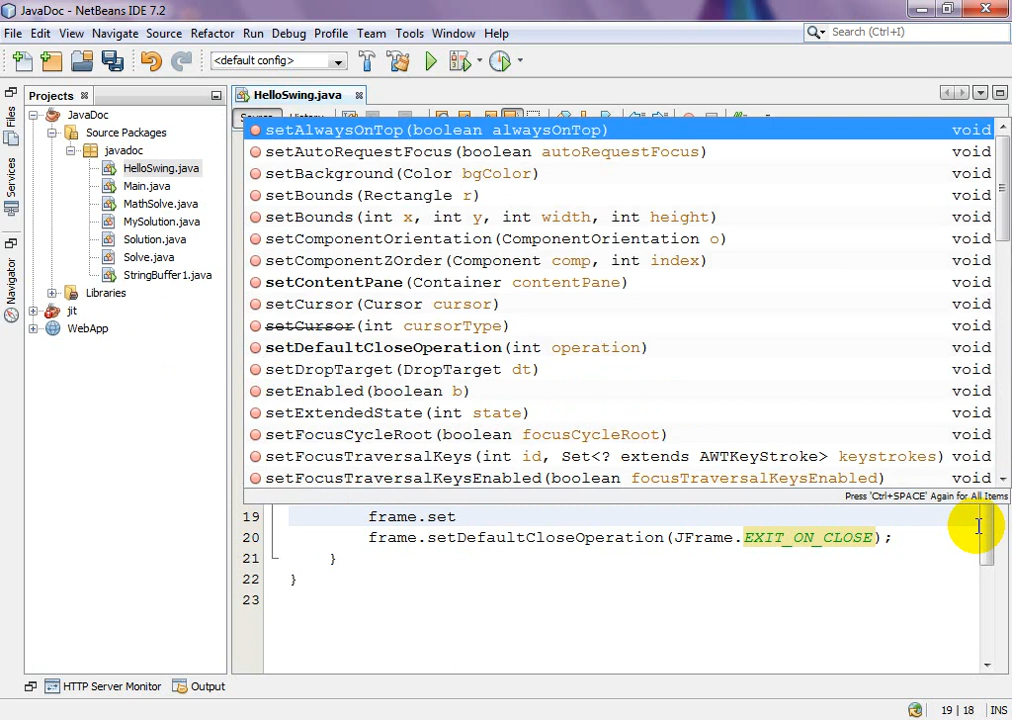 JavaDoc - NetBeans IDE 7.2
File Edit View Navigate Source Refactor Run Debug Profile Team Tools Window Help
Search (Ctrl+I)
<default config>
Projects
HelloSwing.java
Files
Services
Navigator
JavaDoc
Source Packages
javadoc
HelloSwing.java
Main.java
MathSolve.java
MySolution.java
Solution.java
Solve.java
StringBuffer1.java
Libraries
jit
WebApp
setAlwaysOnTop(boolean alwaysOnTop) void
setAutoRequestFocus(boolean autoRequestFocus) void
setBackground(Color bgColor) void
setBounds(Rectangle r) void
setBounds(int x, int y, int width, int height) void
setComponentOrientation(ComponentOrientation o) void
setComponentZOrder(Component comp, int index) void
setContentPane(Container contentPane) void
setCursor(Cursor cursor) void
setCursor(int cursorType) void
setDefaultCloseOperation(int operation) void
setDropTarget(DropTarget dt) void
setEnabled(boolean b) void
setExtendedState(int state) void
setFocusCycleRoot(boolean focusCycleRoot) void
setFocusTraversalKeys(int id, Set<? extends AWTKeyStroke> keystrokes) void
setFocusTraversalKeysEnabled(boolean focusTraversalKeysEnabled) void
Press 'Ctrl+SPACE' Again for All Items
19 frame.set
20 frame.setDefaultCloseOperation(JFrame.EXIT_ON_CLOSE);
21 }
22 }
23
HTTP Server Monitor Output
19 | 18 INS